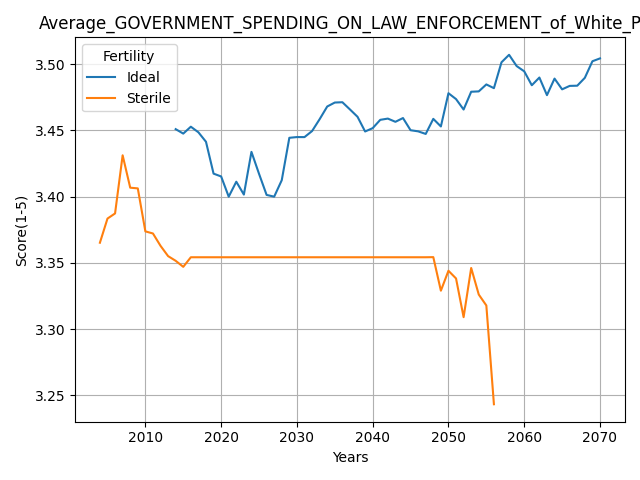 Average_GOVERNMENT_SPENDING_ON_LAW_ENFORCEMENT_of_White_P
Fertility
Ideal
Sterile
Score(1-5)
3.50
3.45
3.40
3.35
3.30
3.25
2010 2020 2030 2040 2050 2060 2070
Years